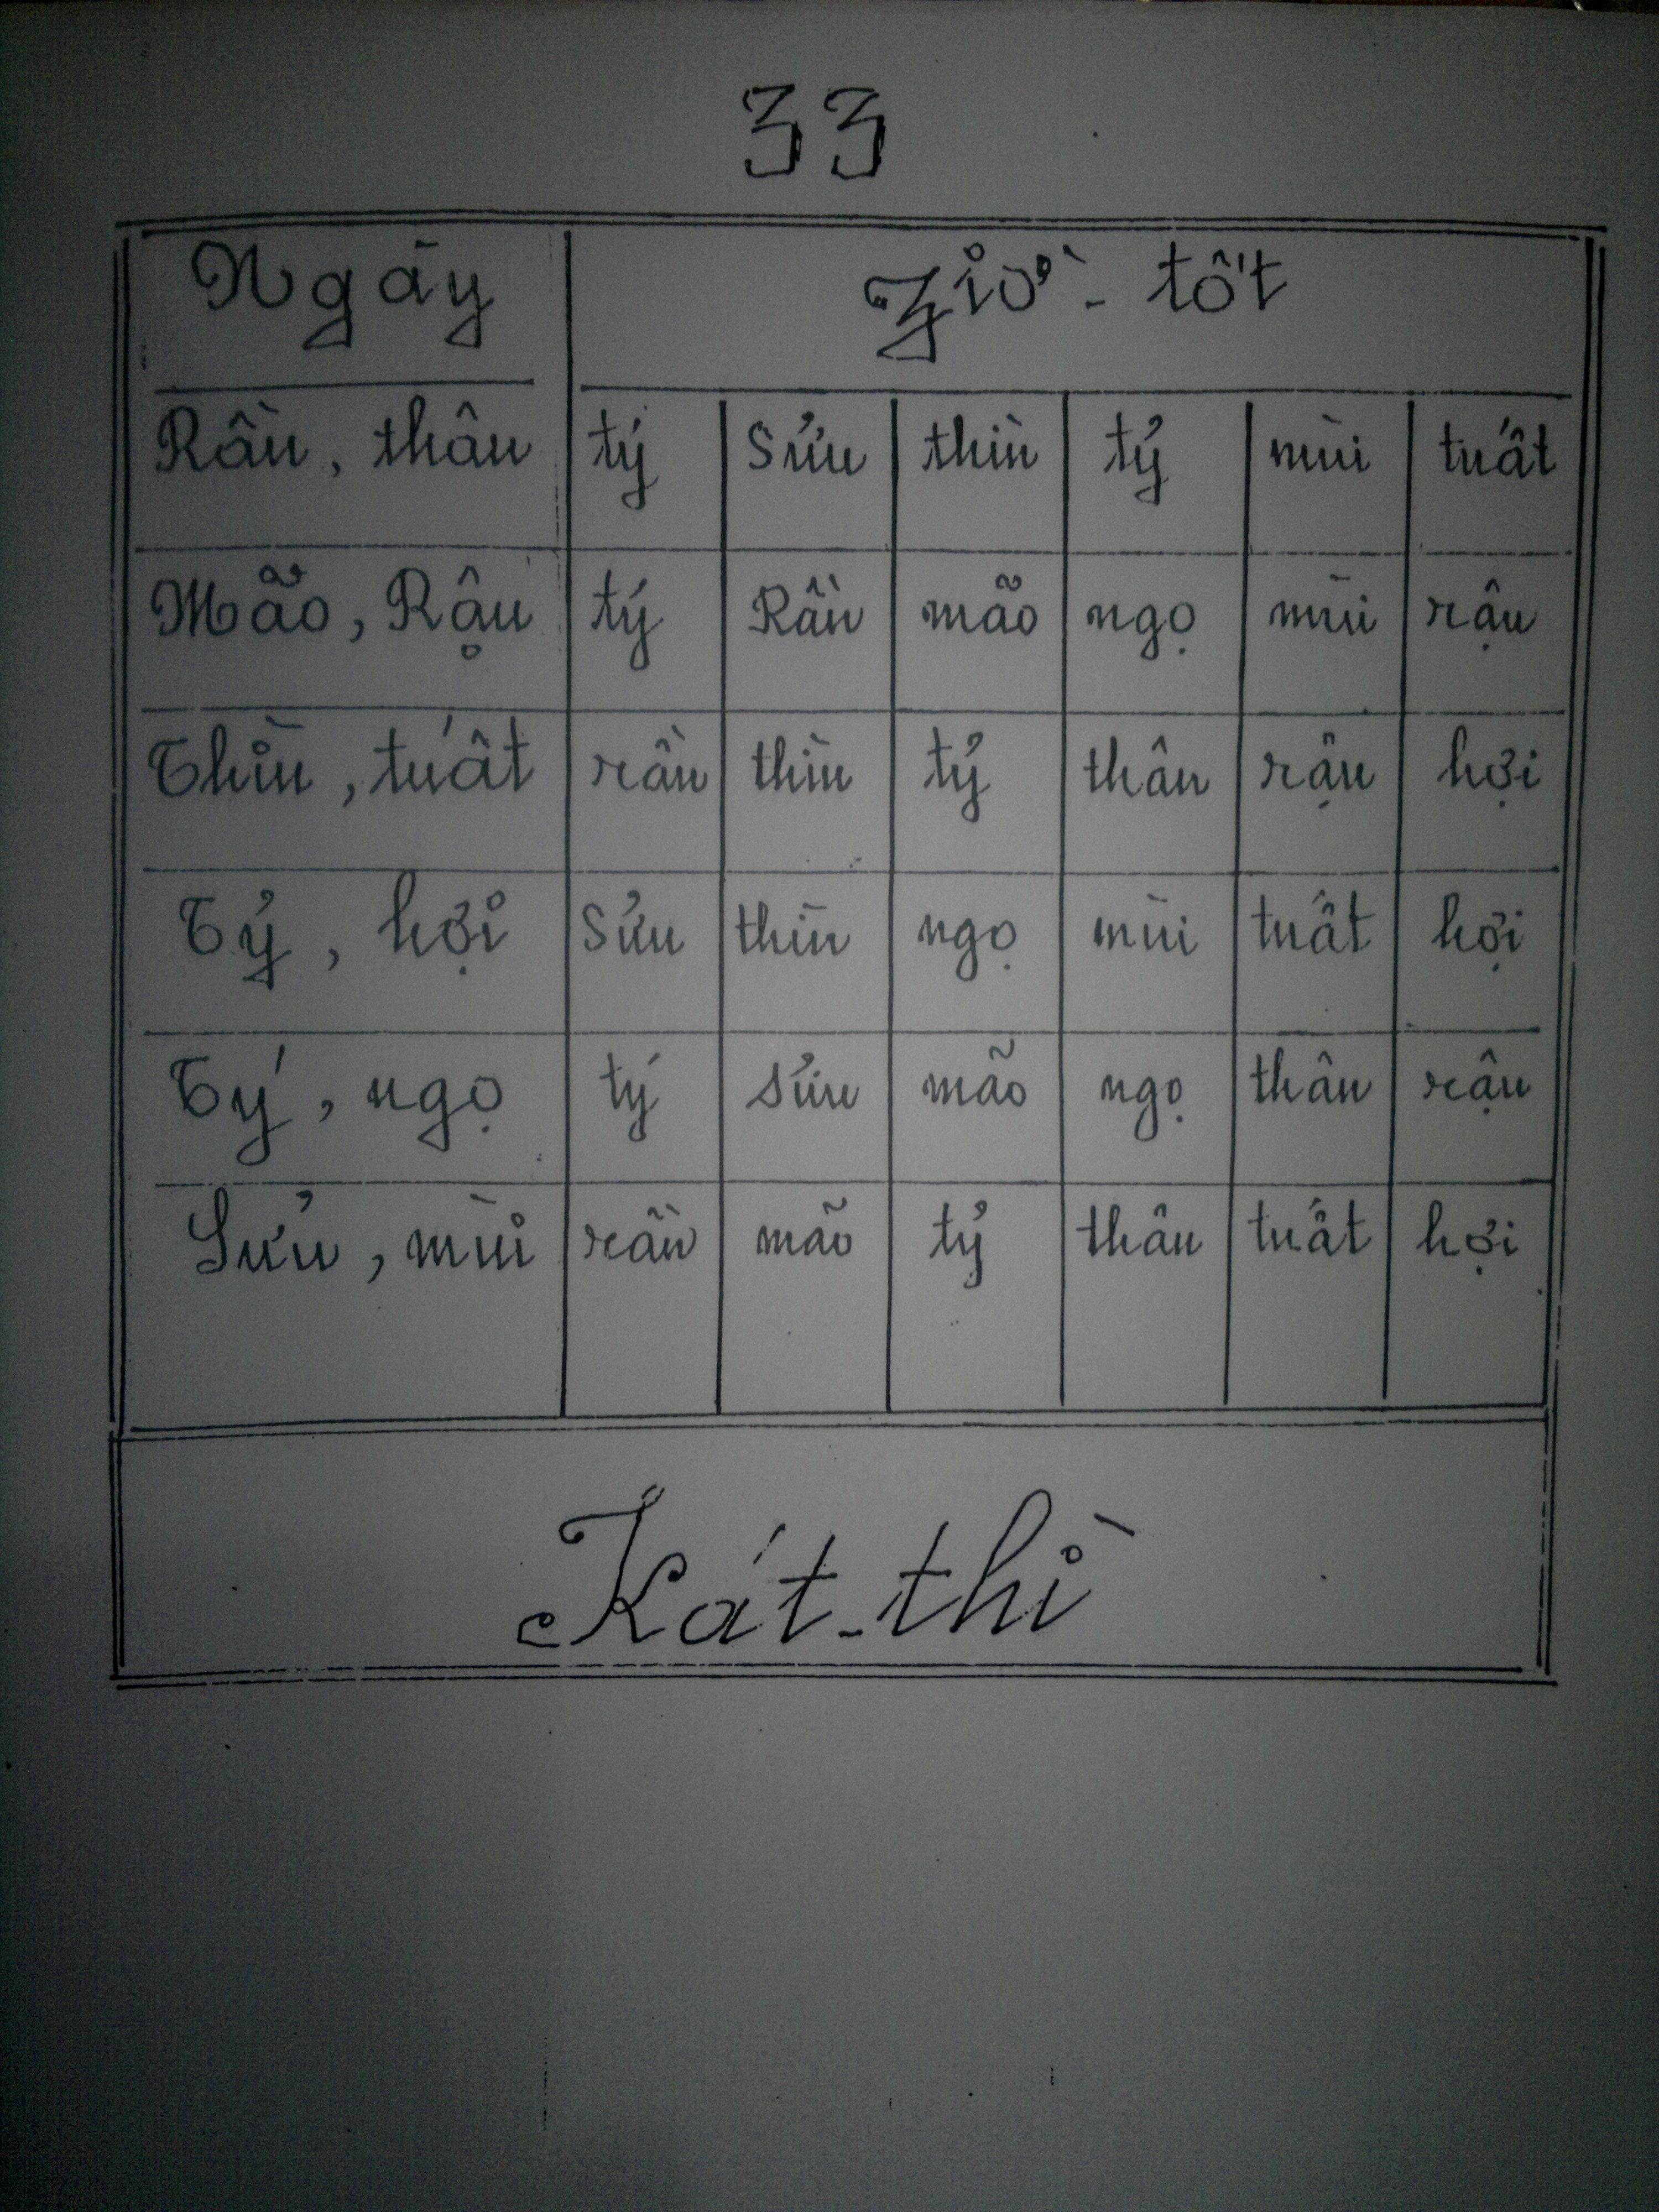 33
Ngày Ziờ - tốt
Rần, thân tý Sửu thìn tỷ mùi tuất
Mão, Rậu tý Rần mão ngọ mùi rậu
Thìn, tuất rần thìn tỷ thân rậu hợi
Tỷ, hợi Sửu thìn ngọ mùi tuất hợi
Tý, ngọ tý sửu mão ngọ thân rậu
Sửu, mùi rần mão tỷ thân tuất hợi
Kát-thì